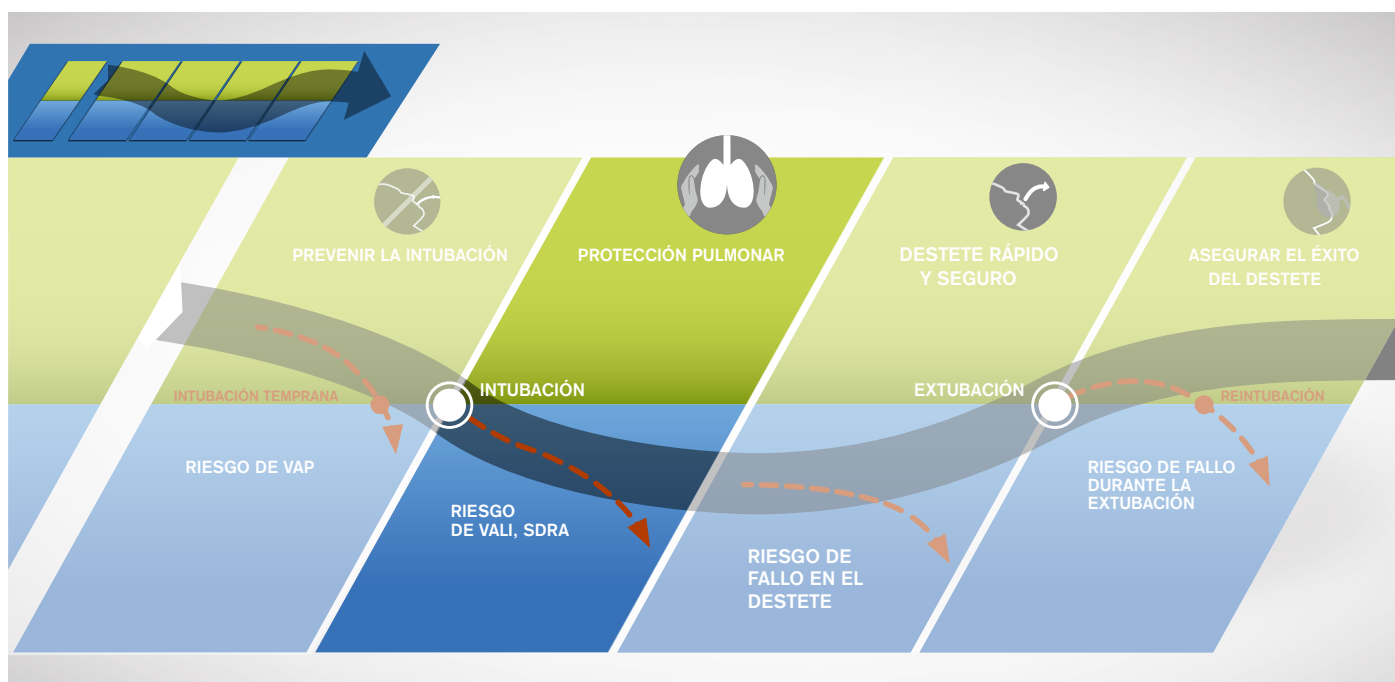 PREVENIR LA INTUBACIÓN
PROTECCIÓN PULMONAR
DESTETE RÁPIDO
Y SEGURO
ASEGURAR EL ÉXITO
DEL DESTETE
INTUBACIÓN TEMPRANA
INTUBACIÓN
EXTUBACIÓN
REINTUBACIÓN
RIESGO DE VAP
RIESGO
DE VALI, SDRA
RIESGO DE
FALLO EN EL
DESTETE
RIESGO DE FALLO
DURANTE LA
EXTUBACIÓN